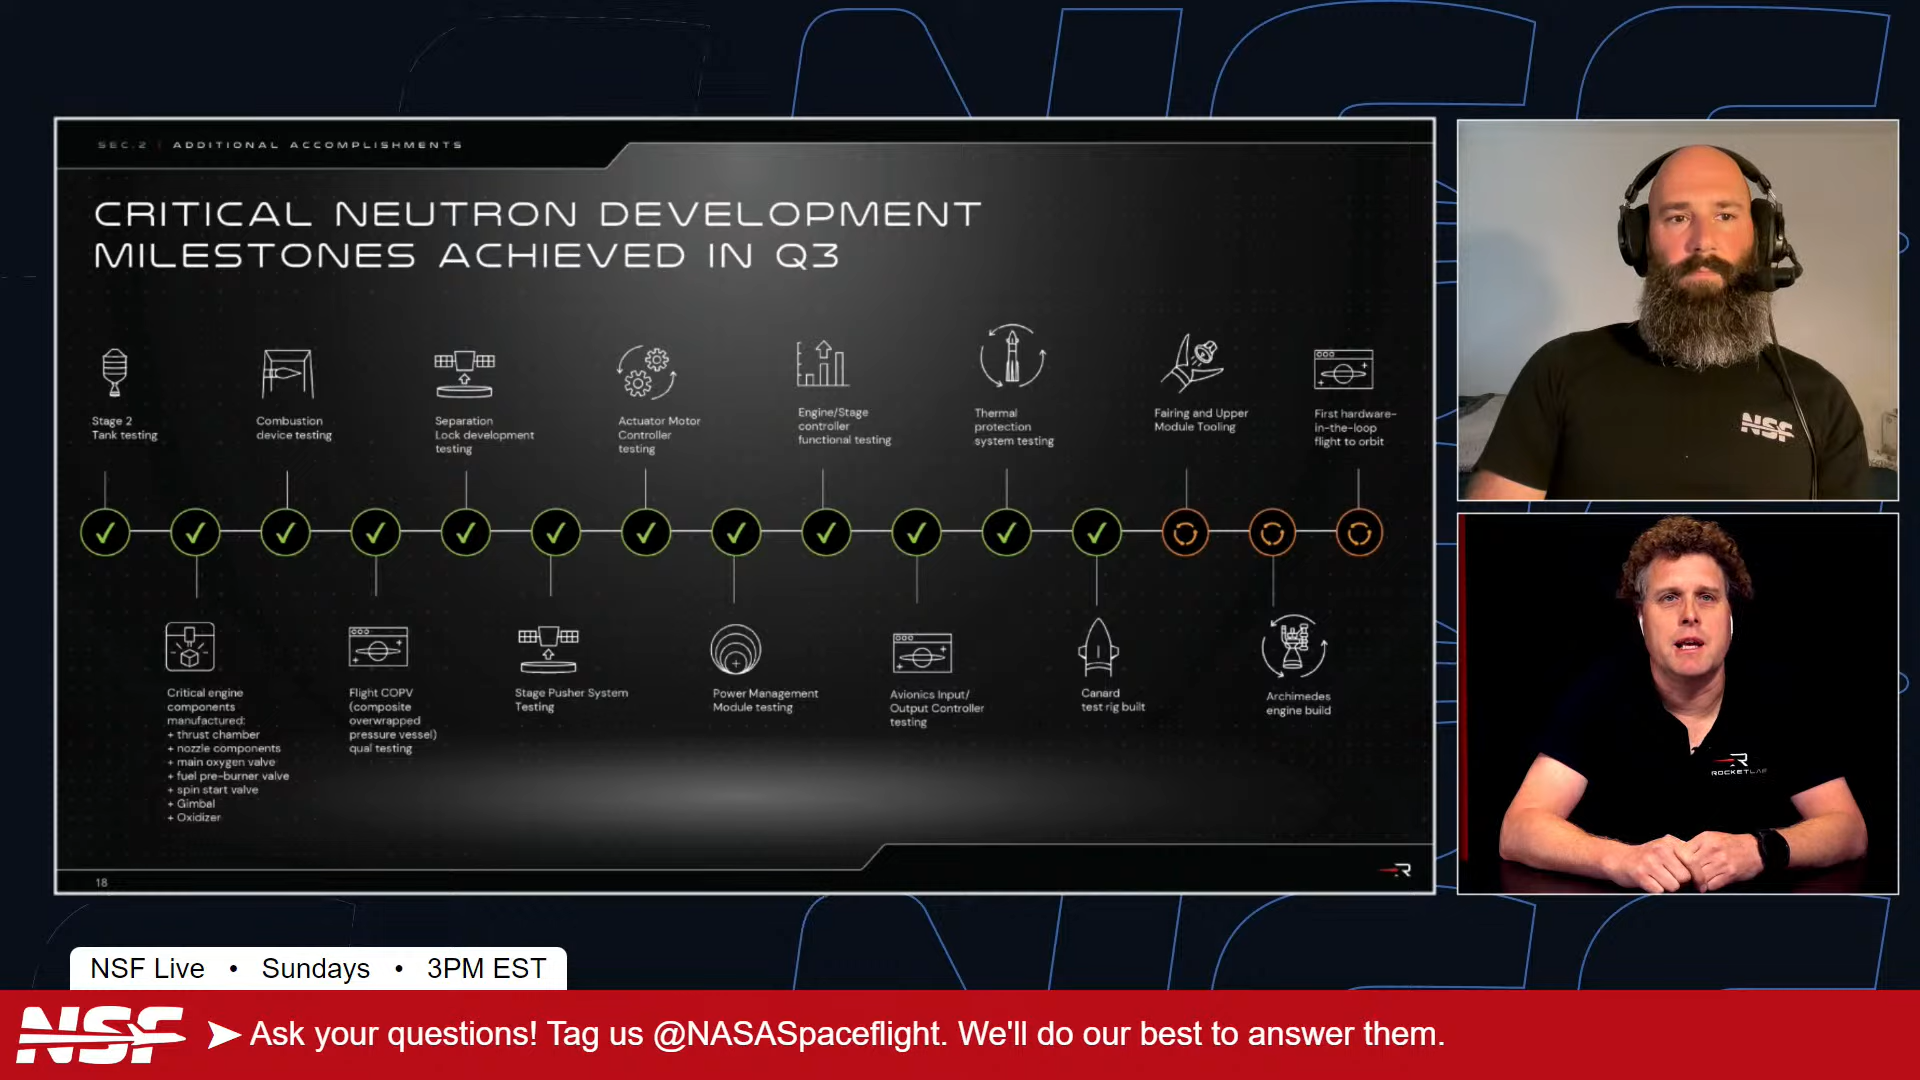 SEC.2 | ADDITIONAL ACCOMPLISHMENTS
CRITICAL NEUTRON DEVELOPMENT
MILESTONES ACHIEVED IN Q3
Stage 2
Tank testing
Combustion
device testing
Separation
Lock development
testing
Actuator Motor
Controller
testing
Engine/Stage
controller
functional testing
Thermal
protection
system testing
Fairing and Upper
Module Tooling
First hardware-
in-the-loop
flight to orbit
Critical engine
components
manufactured:
+ thrust chamber
+ nozzle components
+ main oxygen valve
+ fuel pre-burner valve
+ spin start valve
+ Gimbal
+ Oxidizer
Flight COPV
(composite
overwrapped
pressure vessel)
qual testing
Stage Pusher System
Testing
Power Management
Module testing
Avionics Input/
Output Controller
testing
Canard
test rig built
Archimedes
engine build
18
R
NSF
R
ROCKETLAB
NSF Live • Sundays • 3PM EST
NSF
Ask your questions! Tag us @NASASpaceflight. We'll do our best to answer them.